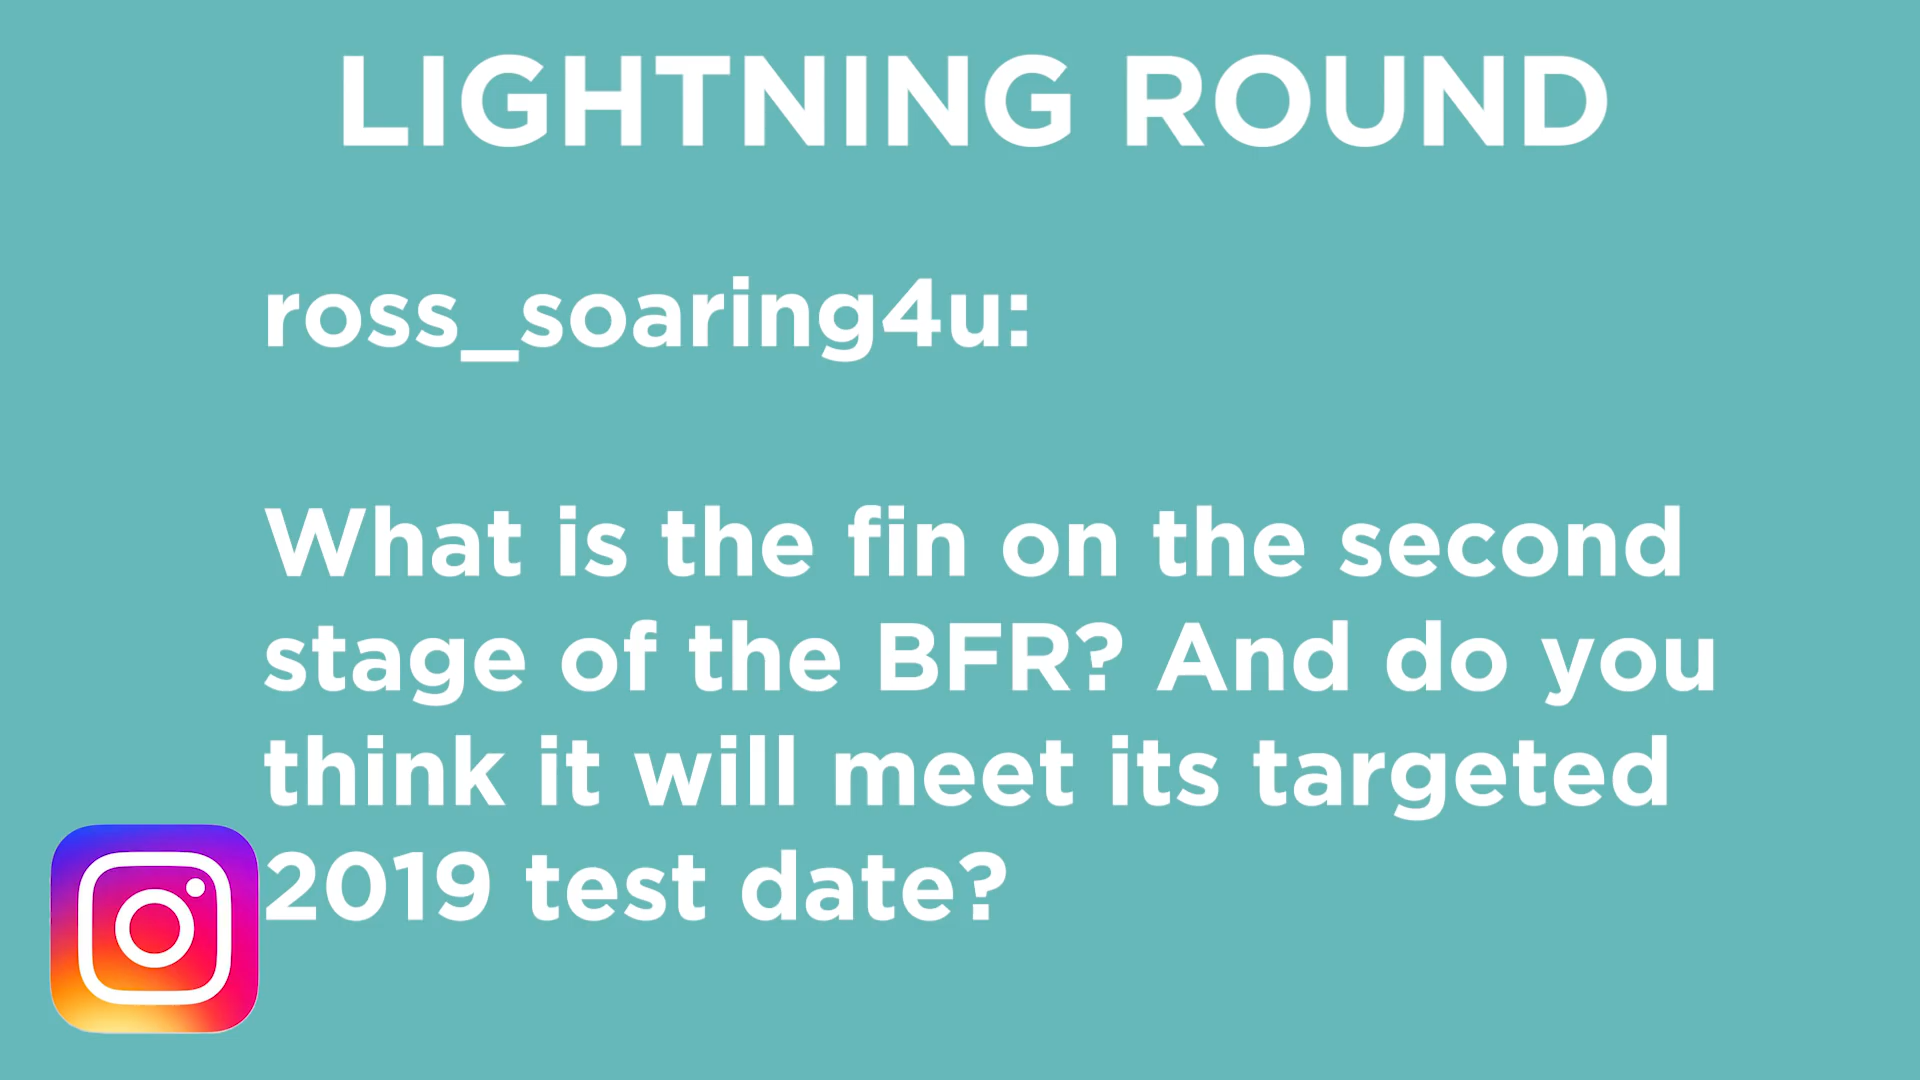 LIGHTNING ROUND
ross_soaring4u:
What is the fin on the second
stage of the BFR? And do you
think it will meet its targeted
2019 test date?